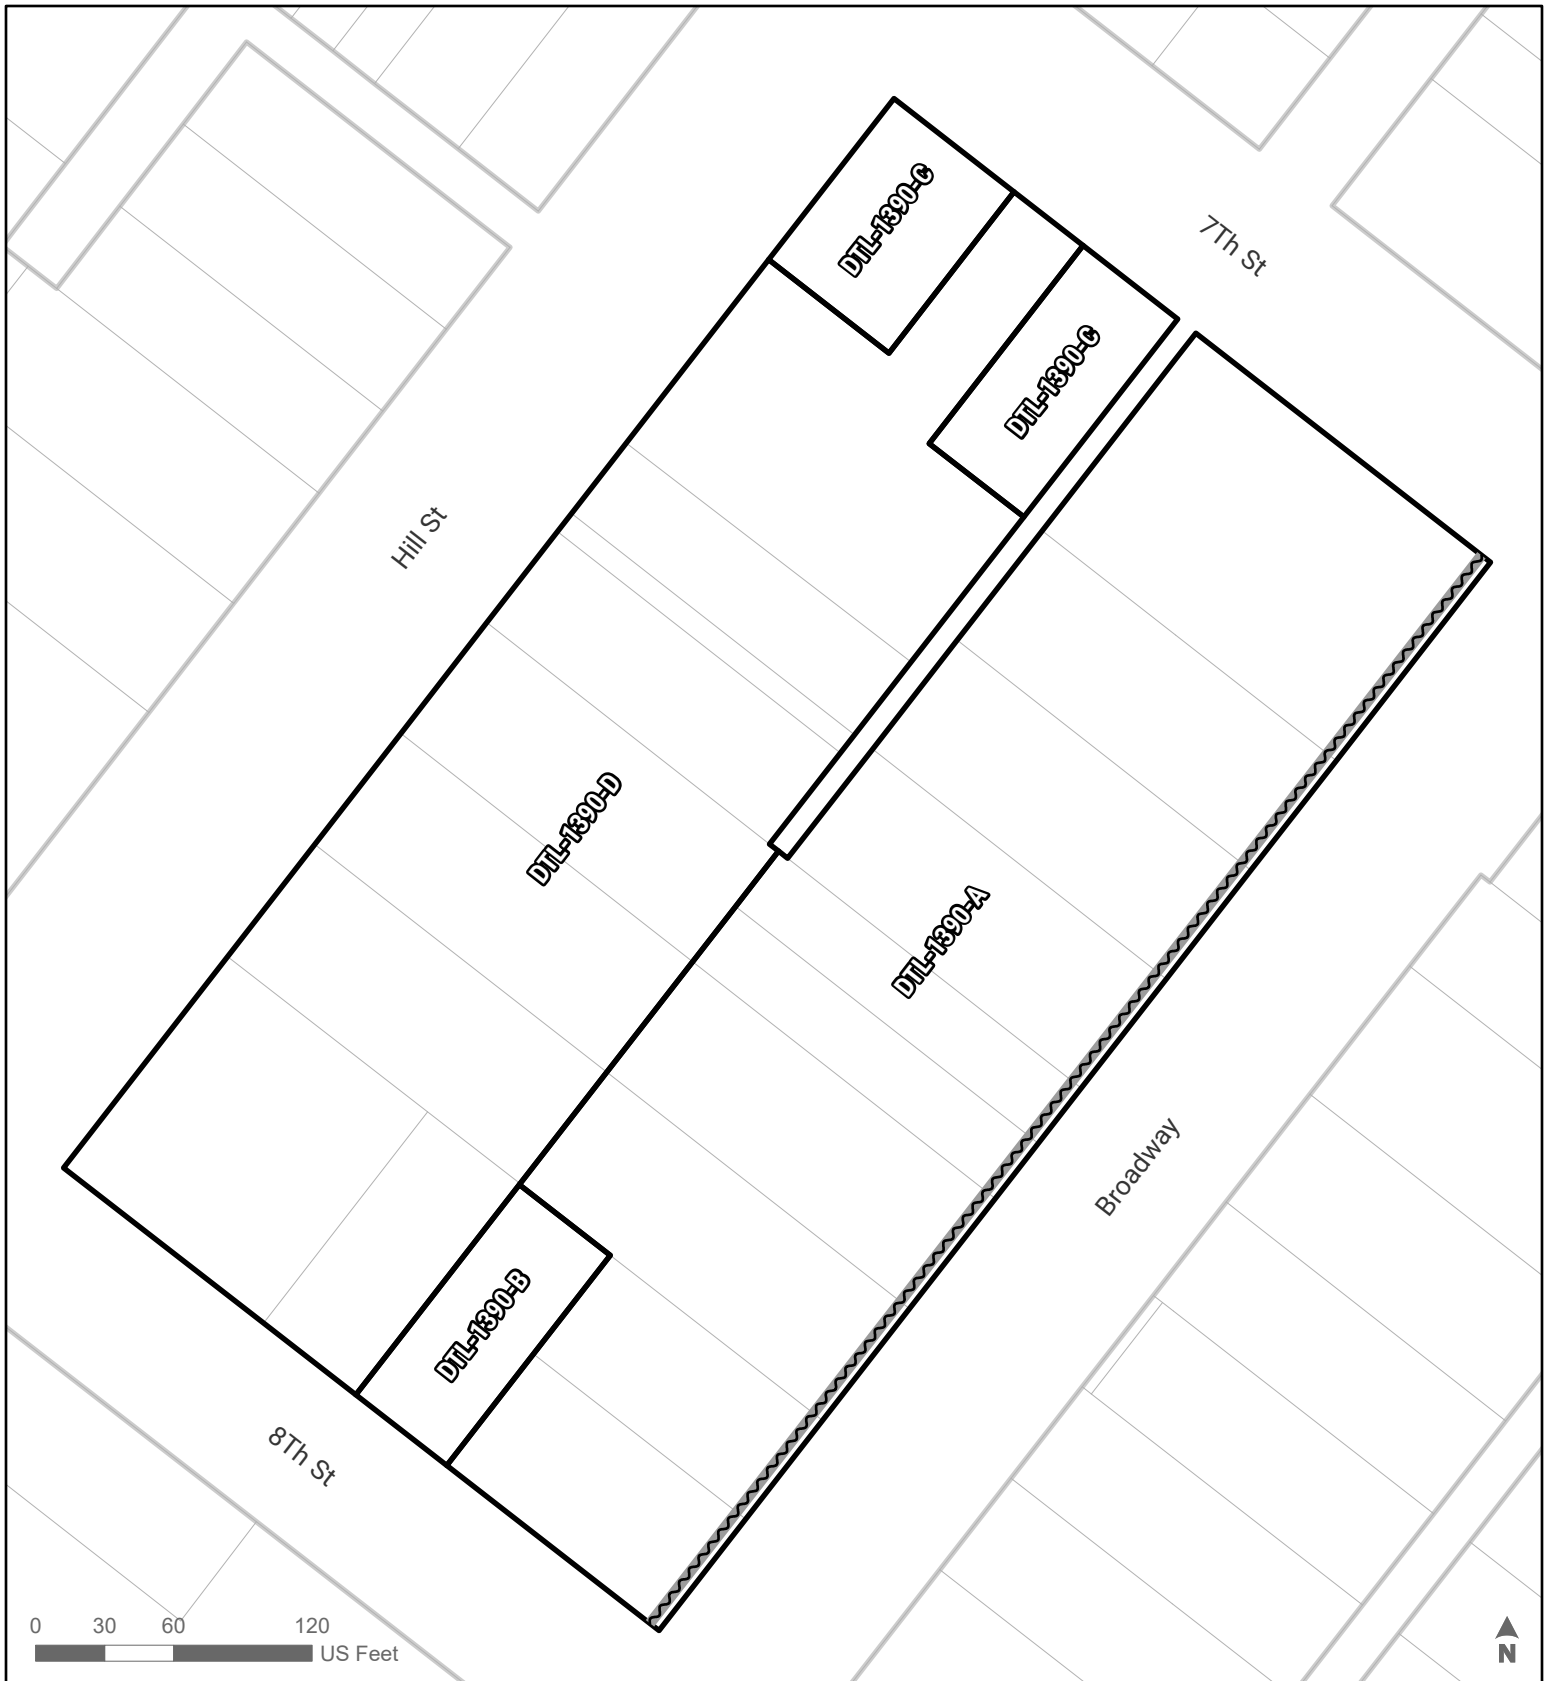 DTL-1390-C
7Th St
DTL-1390-C
Hill St
DTL-1390-D
DTL-1390-A
Broadway
DTL-1390-B
8Th St
0 30 60 120
US Feet
N